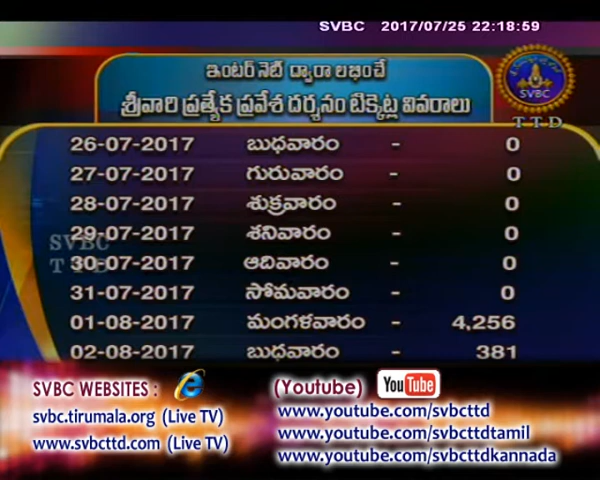 SVBC 2017/07/25 22:18:59
ఇంటర్ నెట్ ద్వారా లభించే
శ్రీవారి ప్రత్యేక ప్రవేశ దర్శనం టిక్కెట్ల వివరాలు
SVBC
TTD
26-07-2017 బుధవారం - 0
27-07-2017 గురువారం - 0
28-07-2017 శుక్రవారం - 0
29-07-2017 శనివారం - 0
SVBC
30-07-2017 ఆదివారం - 0
TTD
31-07-2017 సోమవారం - 0
01-08-2017 మంగళవారం - 4,256
02-08-2017 బుధవారం - 381
SVBC WEBSITES :
svbc.tirumala.org (Live TV)
www.svbcttd.com (Live TV)
(Youtube) YouTube
www.youtube.com/svbcttd
www.youtube.com/svbcttdtamil
www.youtube.com/svbcttdkannada